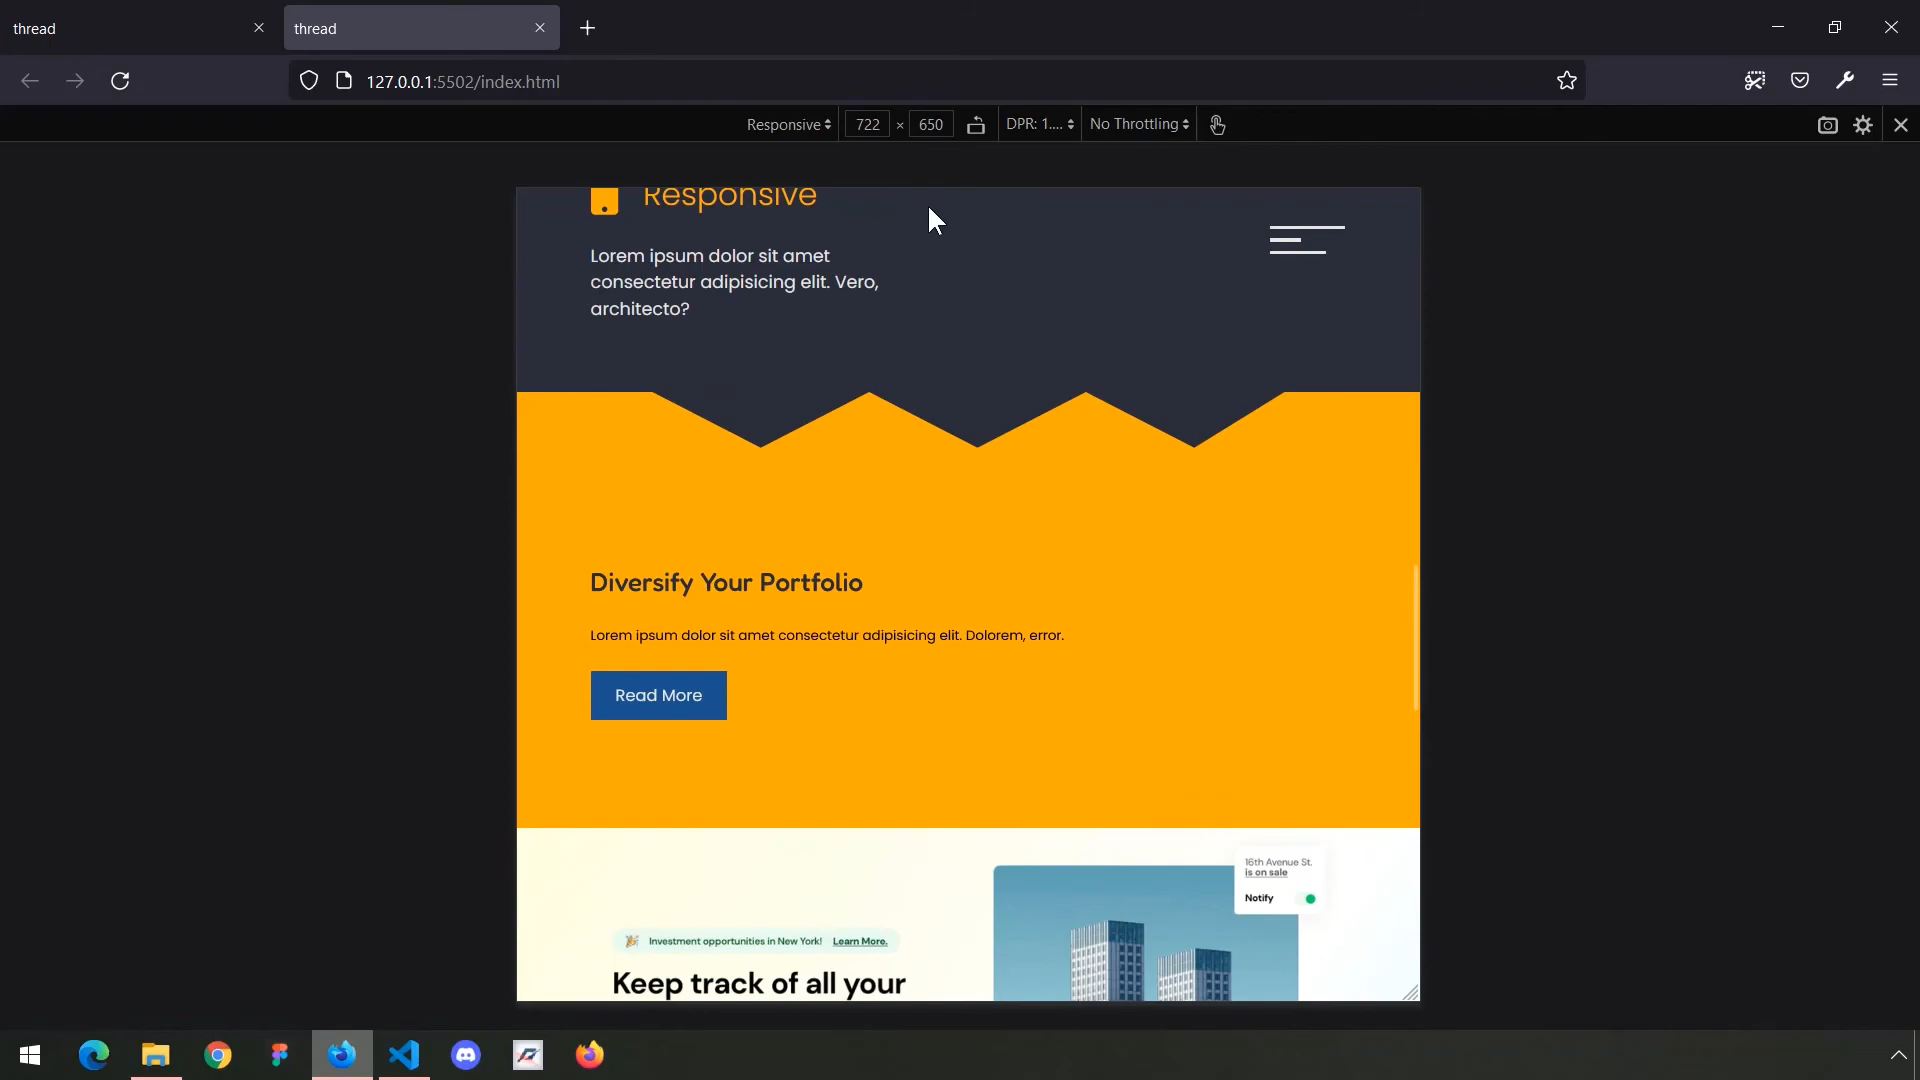 thread
thread
127.0.0.1:5502/index.html
Responsive
722 × 650
DPR: 1....
No Throttling
Responsive
Lorem ipsum dolor sit amet
consectetur adipisicing elit. Vero,
architecto?
Diversify Your Portfolio
Lorem ipsum dolor sit amet consectetur adipisicing elit. Dolorem, error.
Read More
16th Avenue St.
is on sale
Notify
Investment opportunities in New York! Learn More.
Keep track of all your